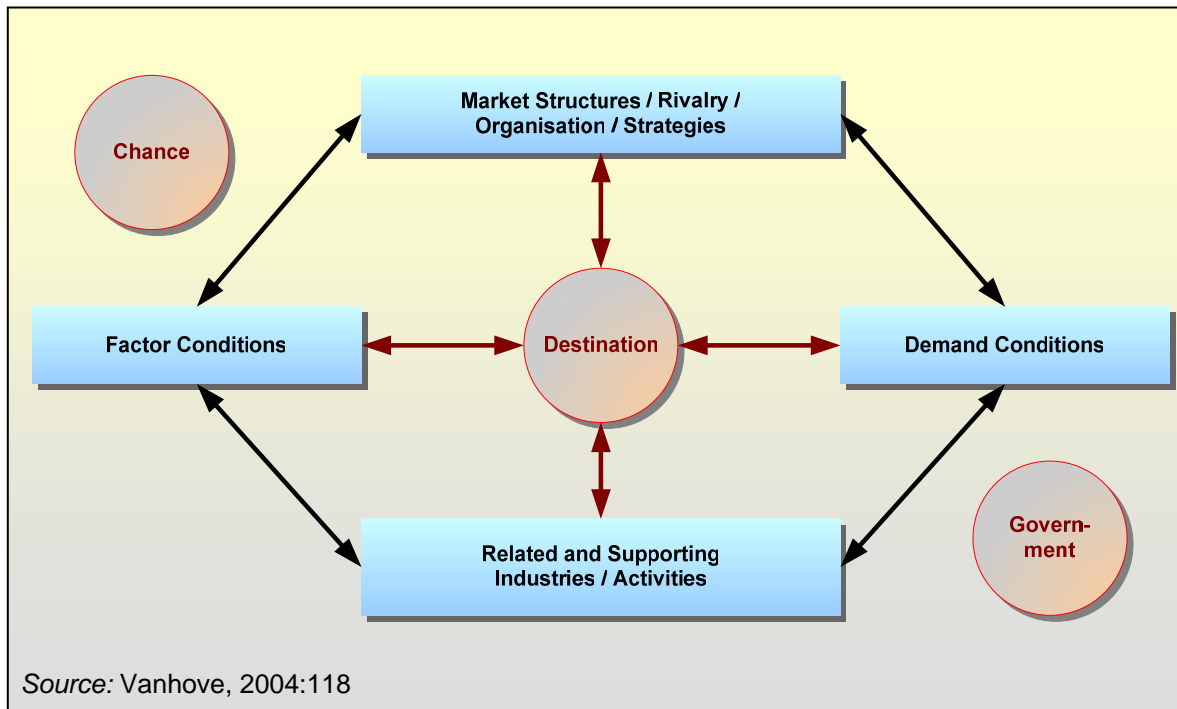 Market Structures / Rivalry /
Organisation / Strategies
Chance
Factor Conditions
Destination
Demand Conditions
Govern-
ment
Related and Supporting
Industries / Activities
Source: Vanhove, 2004:118